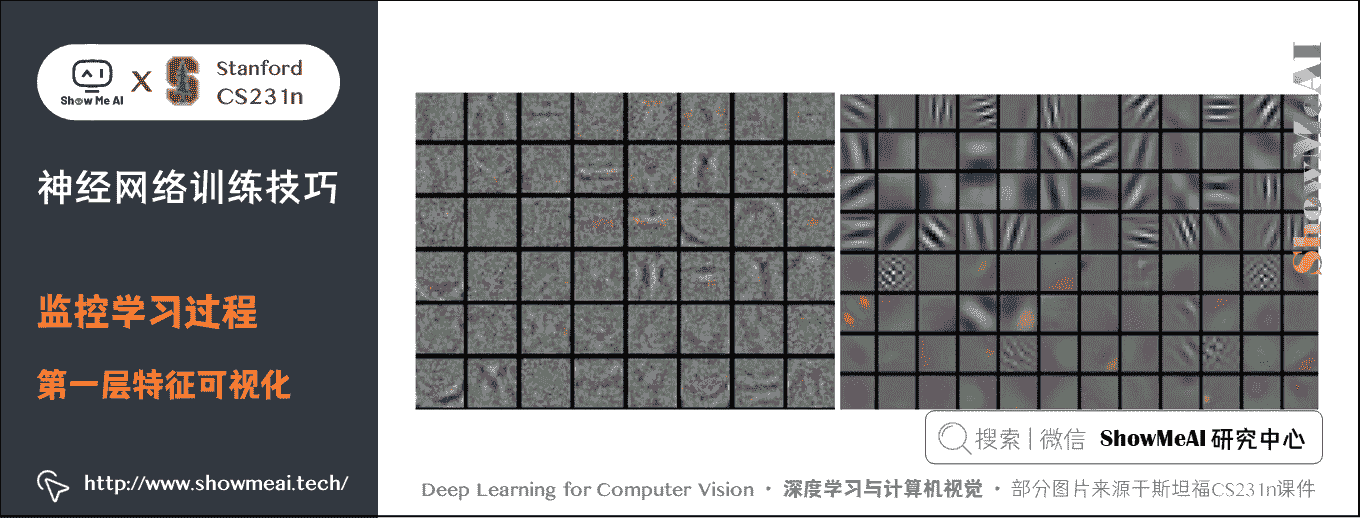 Show Me AI
X
Stanford
CS231n
神经网络训练技巧
监控学习过程
第一层特征可视化
http://www.showmeai.tech/
ShowMeAI
搜索 | 微信 ShowMeAI 研究中心
Deep Learning for Computer Vision · 深度学习与计算机视觉 · 部分图片来源于斯坦福CS231n课件